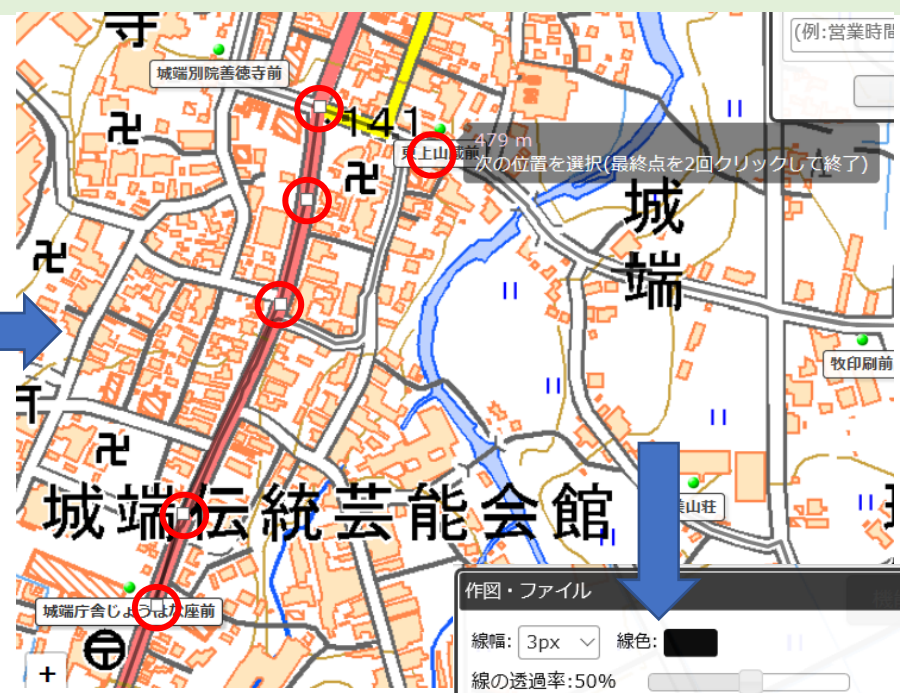 寺
(例:営業時間
城端別院善徳寺前
141
479 m
次の位置を選択(最終点を2回クリックして終了)
城端
牧印刷前
山荘
城端伝統芸能会館
作図・ファイル
城端庁舎じょうはな座前
線幅: 3px 線色:
+
線の透過率:50%